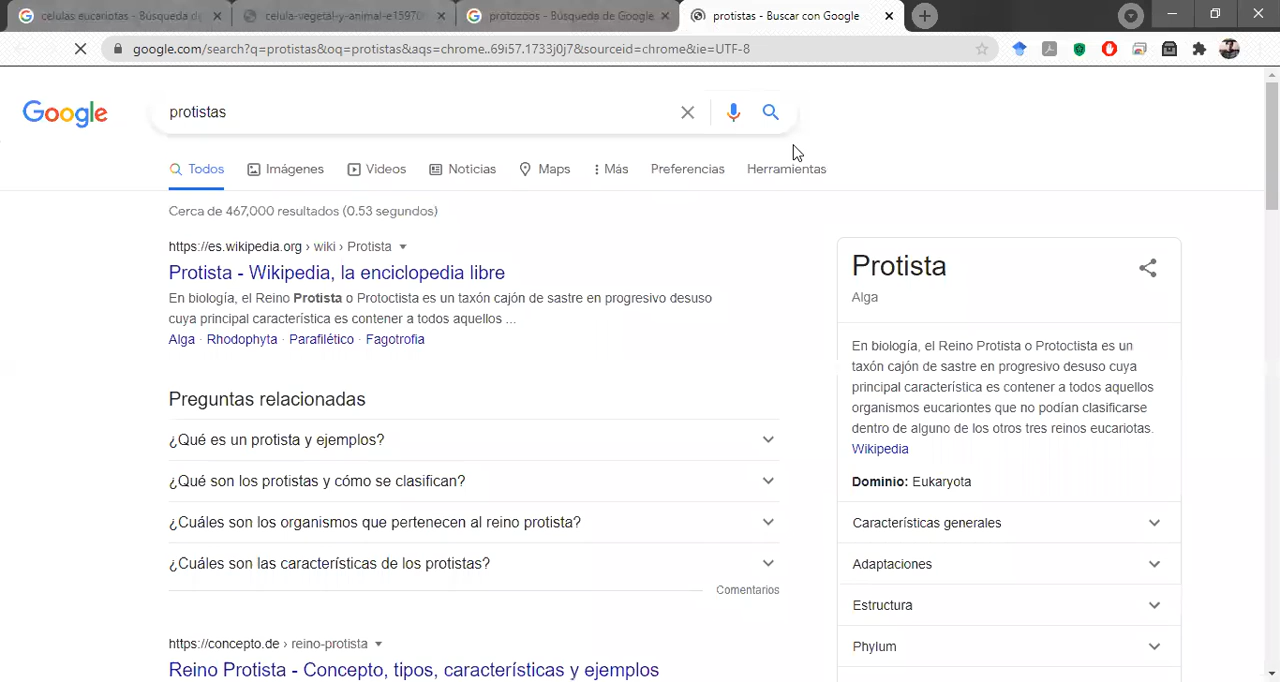 celulas eucariotas - Búsqueda d
celula-vegetal-y-animal-e15976
protozoos - Búsqueda de Google
protistas - Buscar con Google
google.com/search?q=protistas&oq=protistas&aqs=chrome..69i57.1733j0j7&sourceid=chrome&ie=UTF-8
Google
protistas
Todos
Imágenes
Videos
Noticias
Maps
Más
Preferencias
Herramientas
Cerca de 467,000 resultados (0.53 segundos)
https://es.wikipedia.org › wiki › Protista
Protista - Wikipedia, la enciclopedia libre
En biología, el Reino Protista o Protoctista es un taxón cajón de sastre en progresivo desuso
cuya principal característica es contener a todos aquellos ...
Alga · Rhodophyta · Parafilético · Fagotrofia
Preguntas relacionadas
¿Qué es un protista y ejemplos?
¿Qué son los protistas y cómo se clasifican?
¿Cuáles son los organismos que pertenecen al reino protista?
¿Cuáles son las características de los protistas?
Comentarios
https://concepto.de › reino-protista
Reino Protista - Concepto, tipos, características y ejemplos
Protista
Alga
En biología, el Reino Protista o Protoctista es un
taxón cajón de sastre en progresivo desuso cuya
principal característica es contener a todos aquellos
organismos eucariontes que no podían clasificarse
dentro de alguno de los otros tres reinos eucariotas.
Wikipedia
Dominio: Eukaryota
Características generales
Adaptaciones
Estructura
Phylum